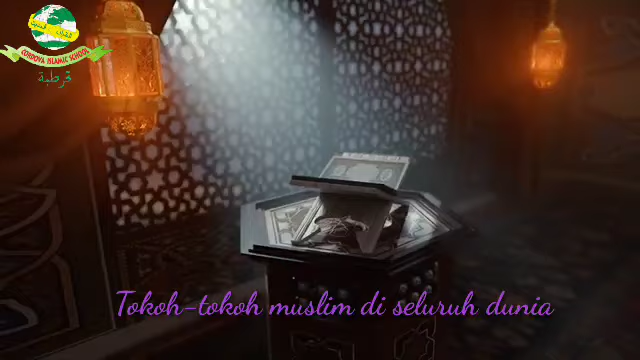 CORDOVA ISLAMIC SCHOOL
قرطبة
Tokoh-tokoh muslim di seluruh dunia